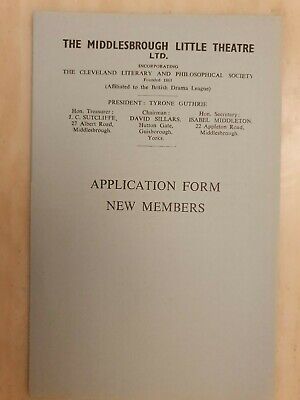 THE MIDDLESBROUGH LITTLE THEATRE
LTD.
INCORPORATING
THE CLEVELAND LITERARY AND PHILOSOPHICAL SOCIETY
Founded
(Affiliated to the British Drama League)
PRESIDENT: TYRONE GUTHRIE
Hon. Treasurer:
J. C. SUTCLIFFE,
27 Albert Road,
Middlesbrough.
Chairman:
DAVID SILLARS,
Hutton Gate,
Guisborough,
Yorks.
Hon. Secretary:
ISABEL MIDDLETON
22 Appleton Road,
Middlesbrough.
APPLICATION FORM
NEW MEMBERS